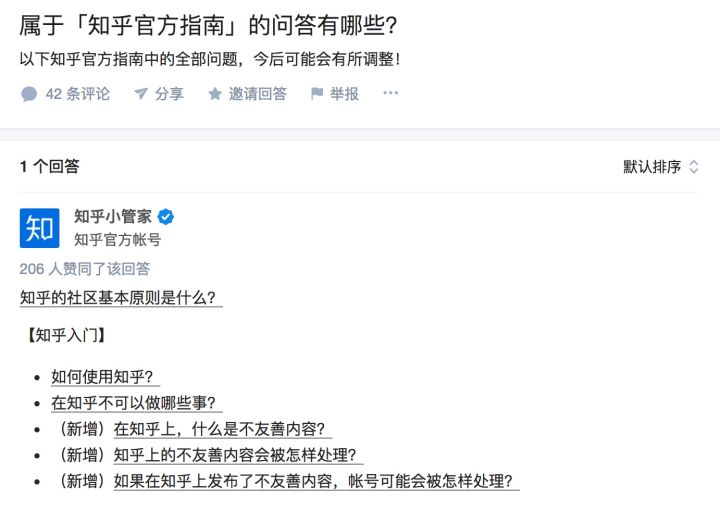 属于「知乎官方指南」的问答有哪些？
以下知乎官方指南中的全部问题，今后可能会有所调整！
42 条评论 分享 邀请回答 举报 ···
1 个回答 默认排序
知 知乎小管家
知乎官方帐号
206 人赞同了该回答
知乎的社区基本原则是什么？
【知乎入门】
• 如何使用知乎？
• 在知乎不可以做哪些事？
• （新增）在知乎上，什么是不友善内容？
• （新增）知乎上的不友善内容会被怎样处理？
• （新增）如果在知乎上发布了不友善内容，帐号可能会被怎样处理？